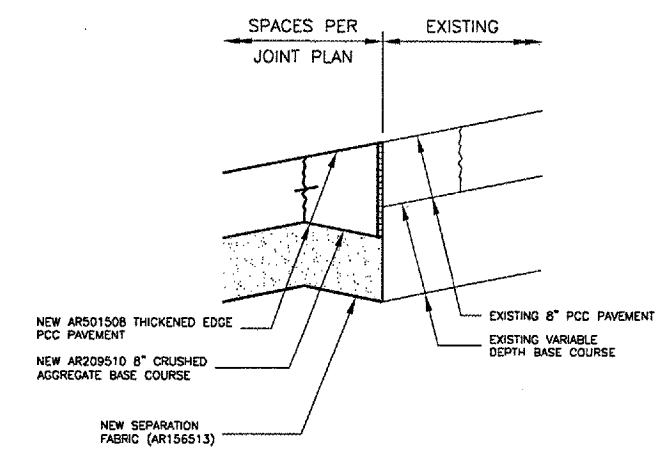 SPACES PER
JOINT PLAN
EXISTING
NEW AR501508 THICKENED EDGE
PCC PAVEMENT
NEW AR209510 8" CRUSHED
AGGREGATE BASE COURSE
NEW SEPARATION
FABRIC (AR156513)
EXISTING 8" PCC PAVEMENT
EXISTING VARIABLE
DEPTH BASE COURSE